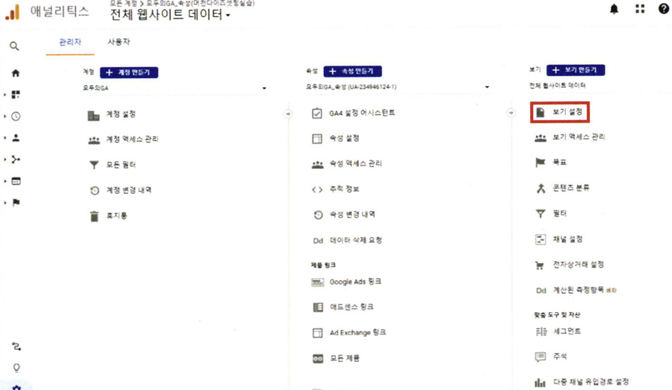 애널리틱스
모든 계정 > 모두의GA_속성(머천다이즈셋팅실습)
전체 웹사이트 데이터
관리자 사용자
계정 + 계정 만들기
모두의GA
계정 설정
계정 액세스 관리
모든 필터
계정 변경 내역
휴지통
속성 + 속성 만들기
모두의GA_속성 (UA-234946124-1)
GA4 설정 어시스턴트
속성 설정
속성 액세스 관리
<> 추적 정보
속성 변경 내역
Dd 데이터 삭제 요청
제품 링크
Google Ads 링크
애드센스 링크
Ad Exchange 링크
모든 제품
보기 + 보기 만들기
전체 웹사이트 데이터
보기 설정
보기 액세스 관리
목표
콘텐츠 분류
필터
채널 설정
전자상거래 설정
Dd 계산된 측정항목 베타
맞춤 도구 및 자산
세그먼트
주석
다중 채널 유입경로 설정